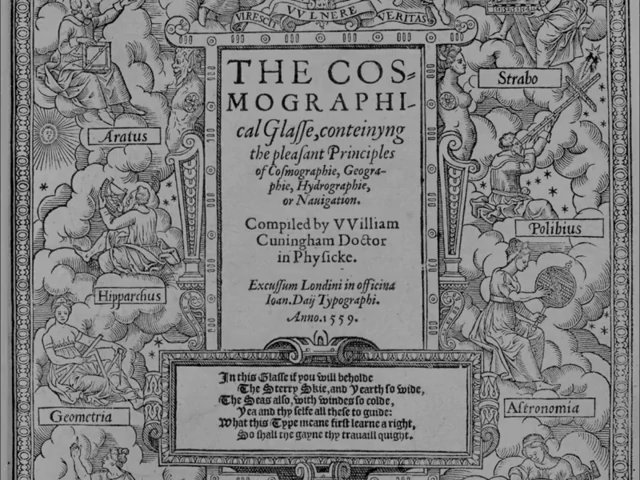 VIRESCIT VVLNERE VERITAS
THE COS=
MOGRAPHI-
cal Glaſſe, conteinyng
the pleaſant Principles
of Coſmographie, Geogra-
phie, Hydrographie,
or Nauigation.
Compiled by VVilliam
Cuningham Doctor
in Phyſicke.
Excuſſum Londini in officina
Ioan. Daij Typographi.
Anno. 1559.
In this Glaſſe if you will beholde
The Sterry Skie, and Yearth ſo wide,
The Seas alſo, with windes ſo colde,
Yea and thy ſelfe all theſe to guide:
What this Type meane firſt learne a right,
So ſhall the gayne thy trauaill quight.
Aratus
Hipparchus
Geometria
Strabo
Polibius
Aſtronomia